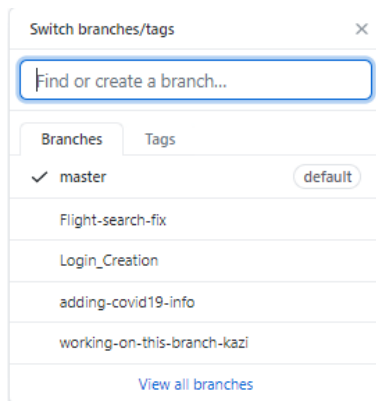 Switch branches/tags
Find or create a branch...
Branches Tags
master default
Flight-search-fix
Login_Creation
adding-covid19-info
working-on-this-branch-kazi
View all branches